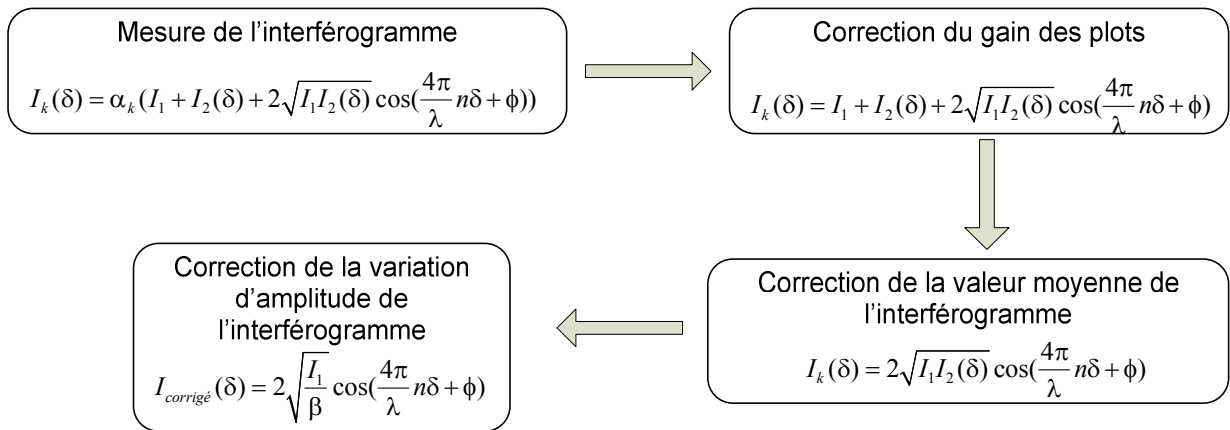 Mesure de l'interférogramme
I_k(δ) = α_k(I_1 + I_2(δ) + 2√(I_1I_2(δ)) cos(4π/λ nδ + ϕ))
Correction du gain des plots
I_k(δ) = I_1 + I_2(δ) + 2√(I_1I_2(δ)) cos(4π/λ nδ + ϕ)
Correction de la valeur moyenne de
l'interférogramme
I_k(δ) = 2√(I_1I_2(δ)) cos(4π/λ nδ + ϕ)
Correction de la variation
d'amplitude de
l'interférogramme
I_corrigé(δ) = 2√(I_1/β) cos(4π/λ nδ + ϕ)